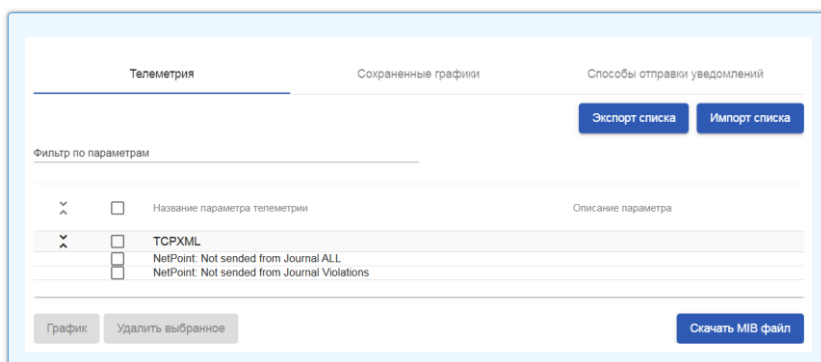 Телеметрия Сохраненные графики Способы отправки уведомлений
Экспорт списка Импорт списка
Фильтр по параметрам
Название параметра телеметрии Описание параметра
TCPXML
NetPoint: Not sended from Journal ALL
NetPoint: Not sended from Journal Violations
График Удалить выбранное Скачать MIB файл